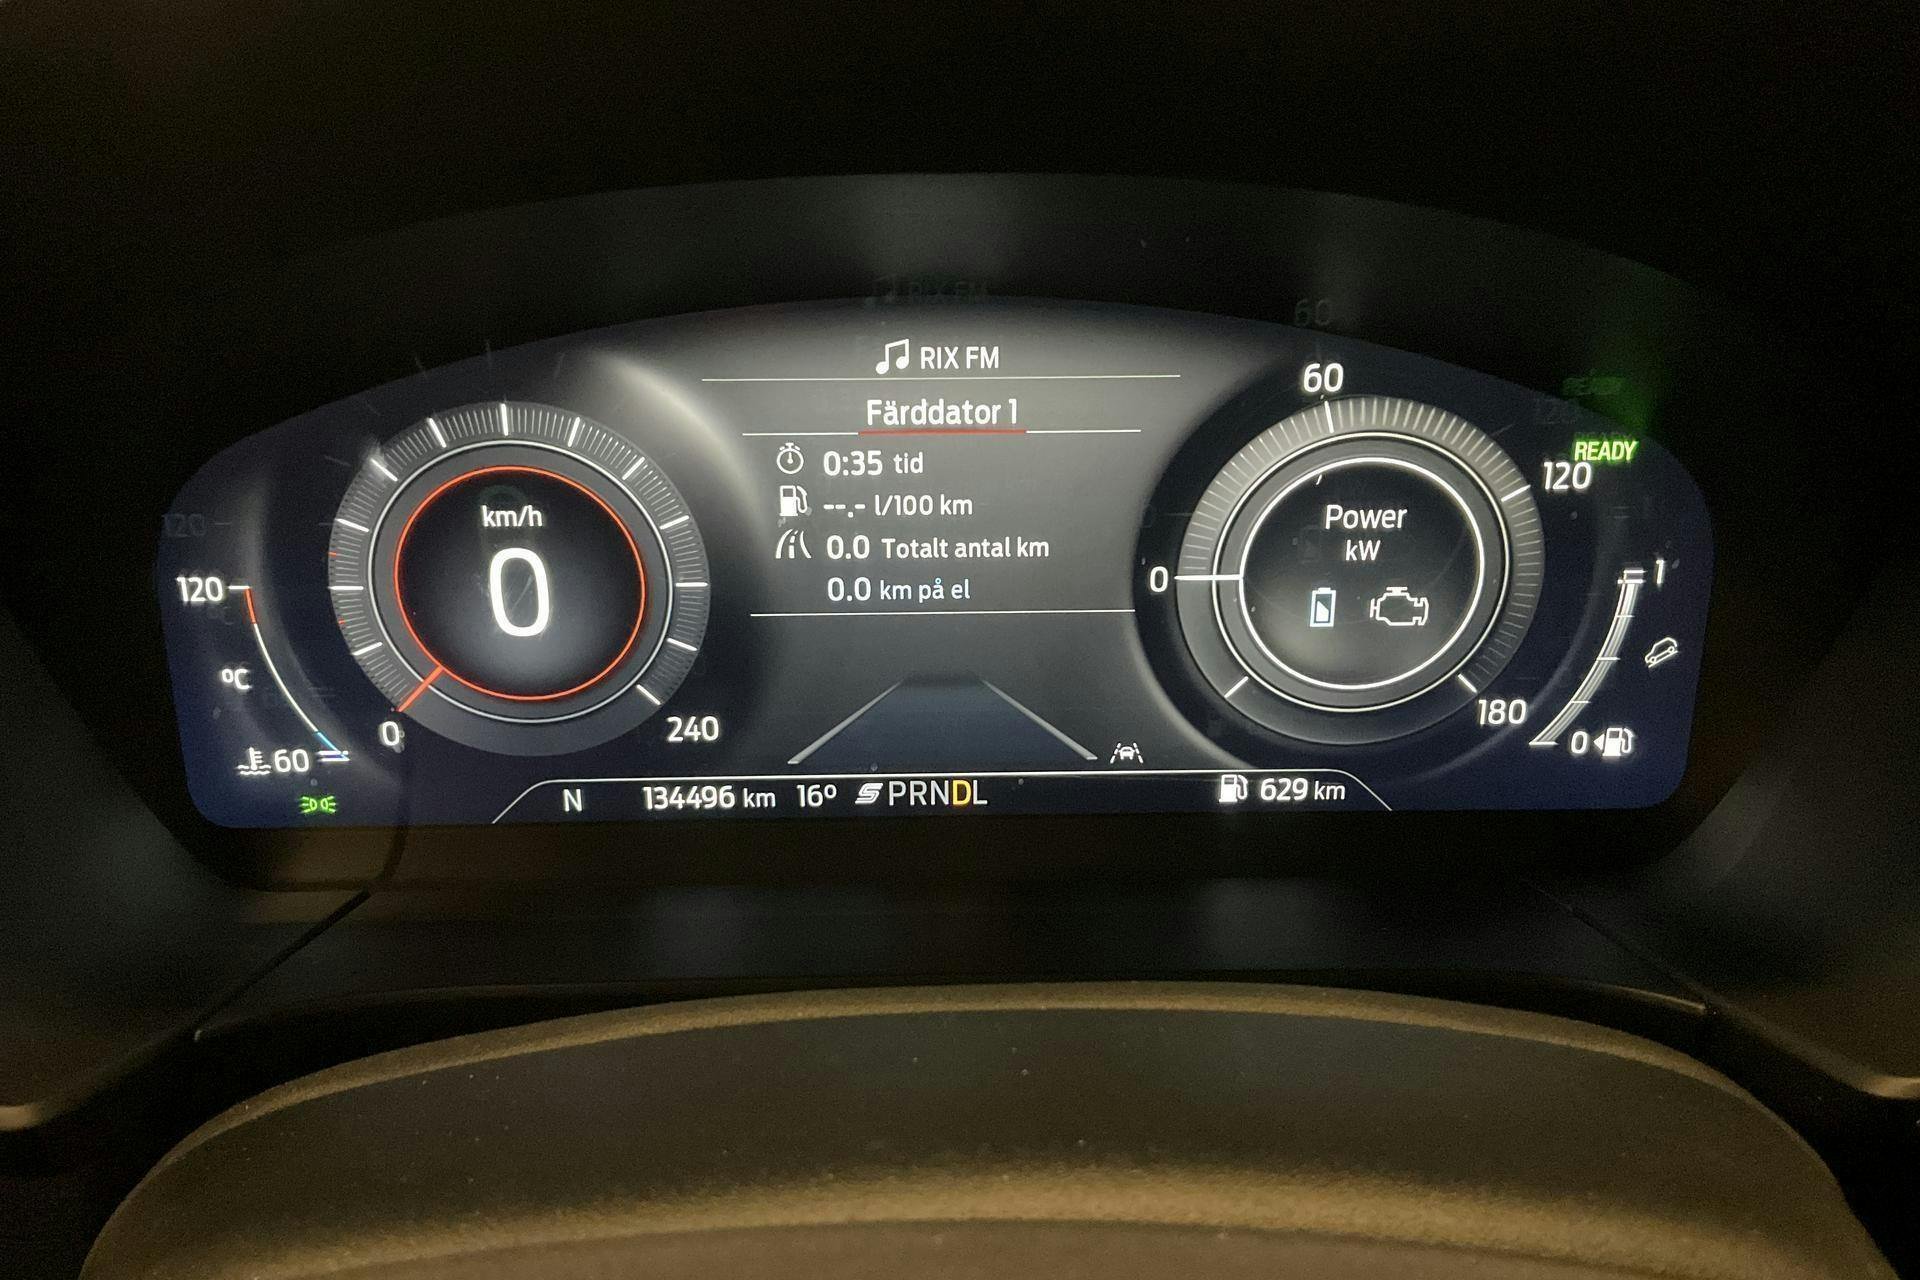 RIX FM
Färddator 1
0:35 tid
--.- l/100 km
0.0 Totalt antal km
0.0 km på el
km/h
0
0
240
120
°C
60
60
0
120
180
Power
kW
READY
1
0
N
134496 km
16°
PRNDL
629 km